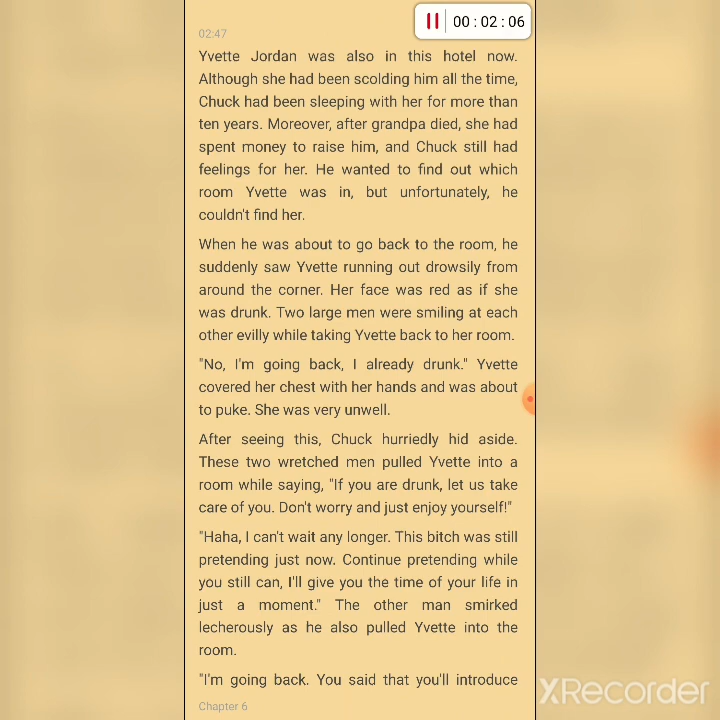 00 : 02 : 06
02:47
Yvette Jordan was also in this hotel now.
Although she had been scolding him all the time,
Chuck had been sleeping with her for more than
ten years. Moreover, after grandpa died, she had
spent money to raise him, and Chuck still had
feelings for her. He wanted to find out which
room Yvette was in, but unfortunately, he
couldn't find her.
When he was about to go back to the room, he
suddenly saw Yvette running out drowsily from
around the corner. Her face was red as if she
was drunk. Two large men were smiling at each
other evilly while taking Yvette back to her room.
"No, I'm going back, I already drunk." Yvette
covered her chest with her hands and was about
to puke. She was very unwell.
After seeing this, Chuck hurriedly hid aside.
These two wretched men pulled Yvette into a
room while saying, "If you are drunk, let us take
care of you. Don't worry and just enjoy yourself!"
"Haha, I can't wait any longer. This bitch was still
pretending just now. Continue pretending while
you still can, I'll give you the time of your life in
just a moment." The other man smirked
lecherously as he also pulled Yvette into the
room.
"I'm going back. You said that you'll introduce
Chapter 6
XRecorder